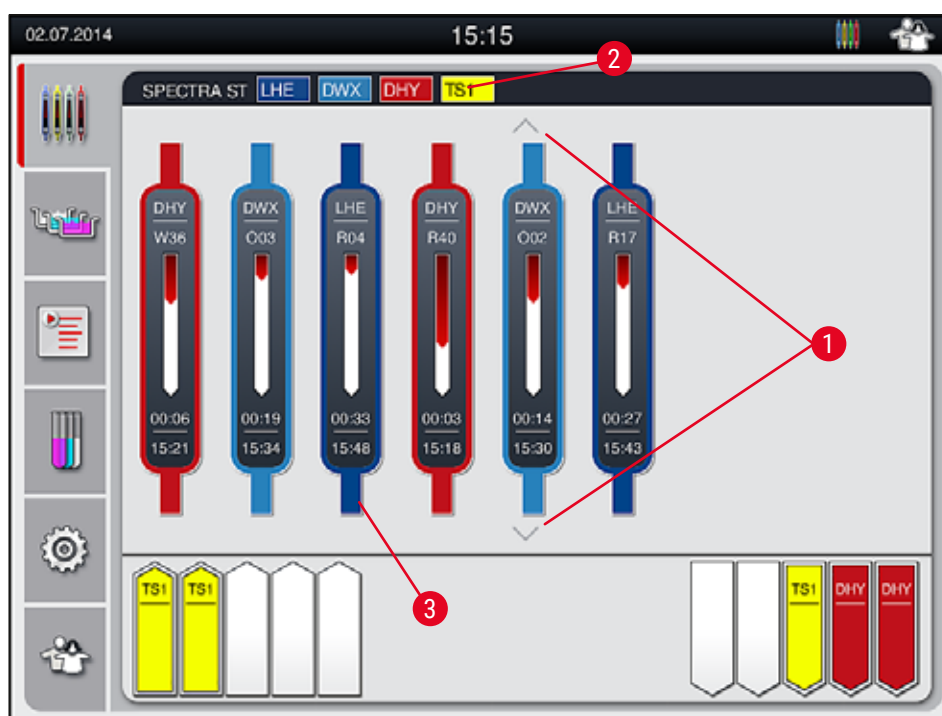 02.07.2014 15:15
2
SPECTRA ST LHE DWX DHY TS1
DHY DWX LHE DHY DWX LHE
W36 O03 R04 R40 O02 R17
1
00:06 00:19 00:33 00:03 00:14 00:27
15:21 15:34 15:48 15:18 15:30 15:43
TS1 TS1 TS1 DHY DHY
3